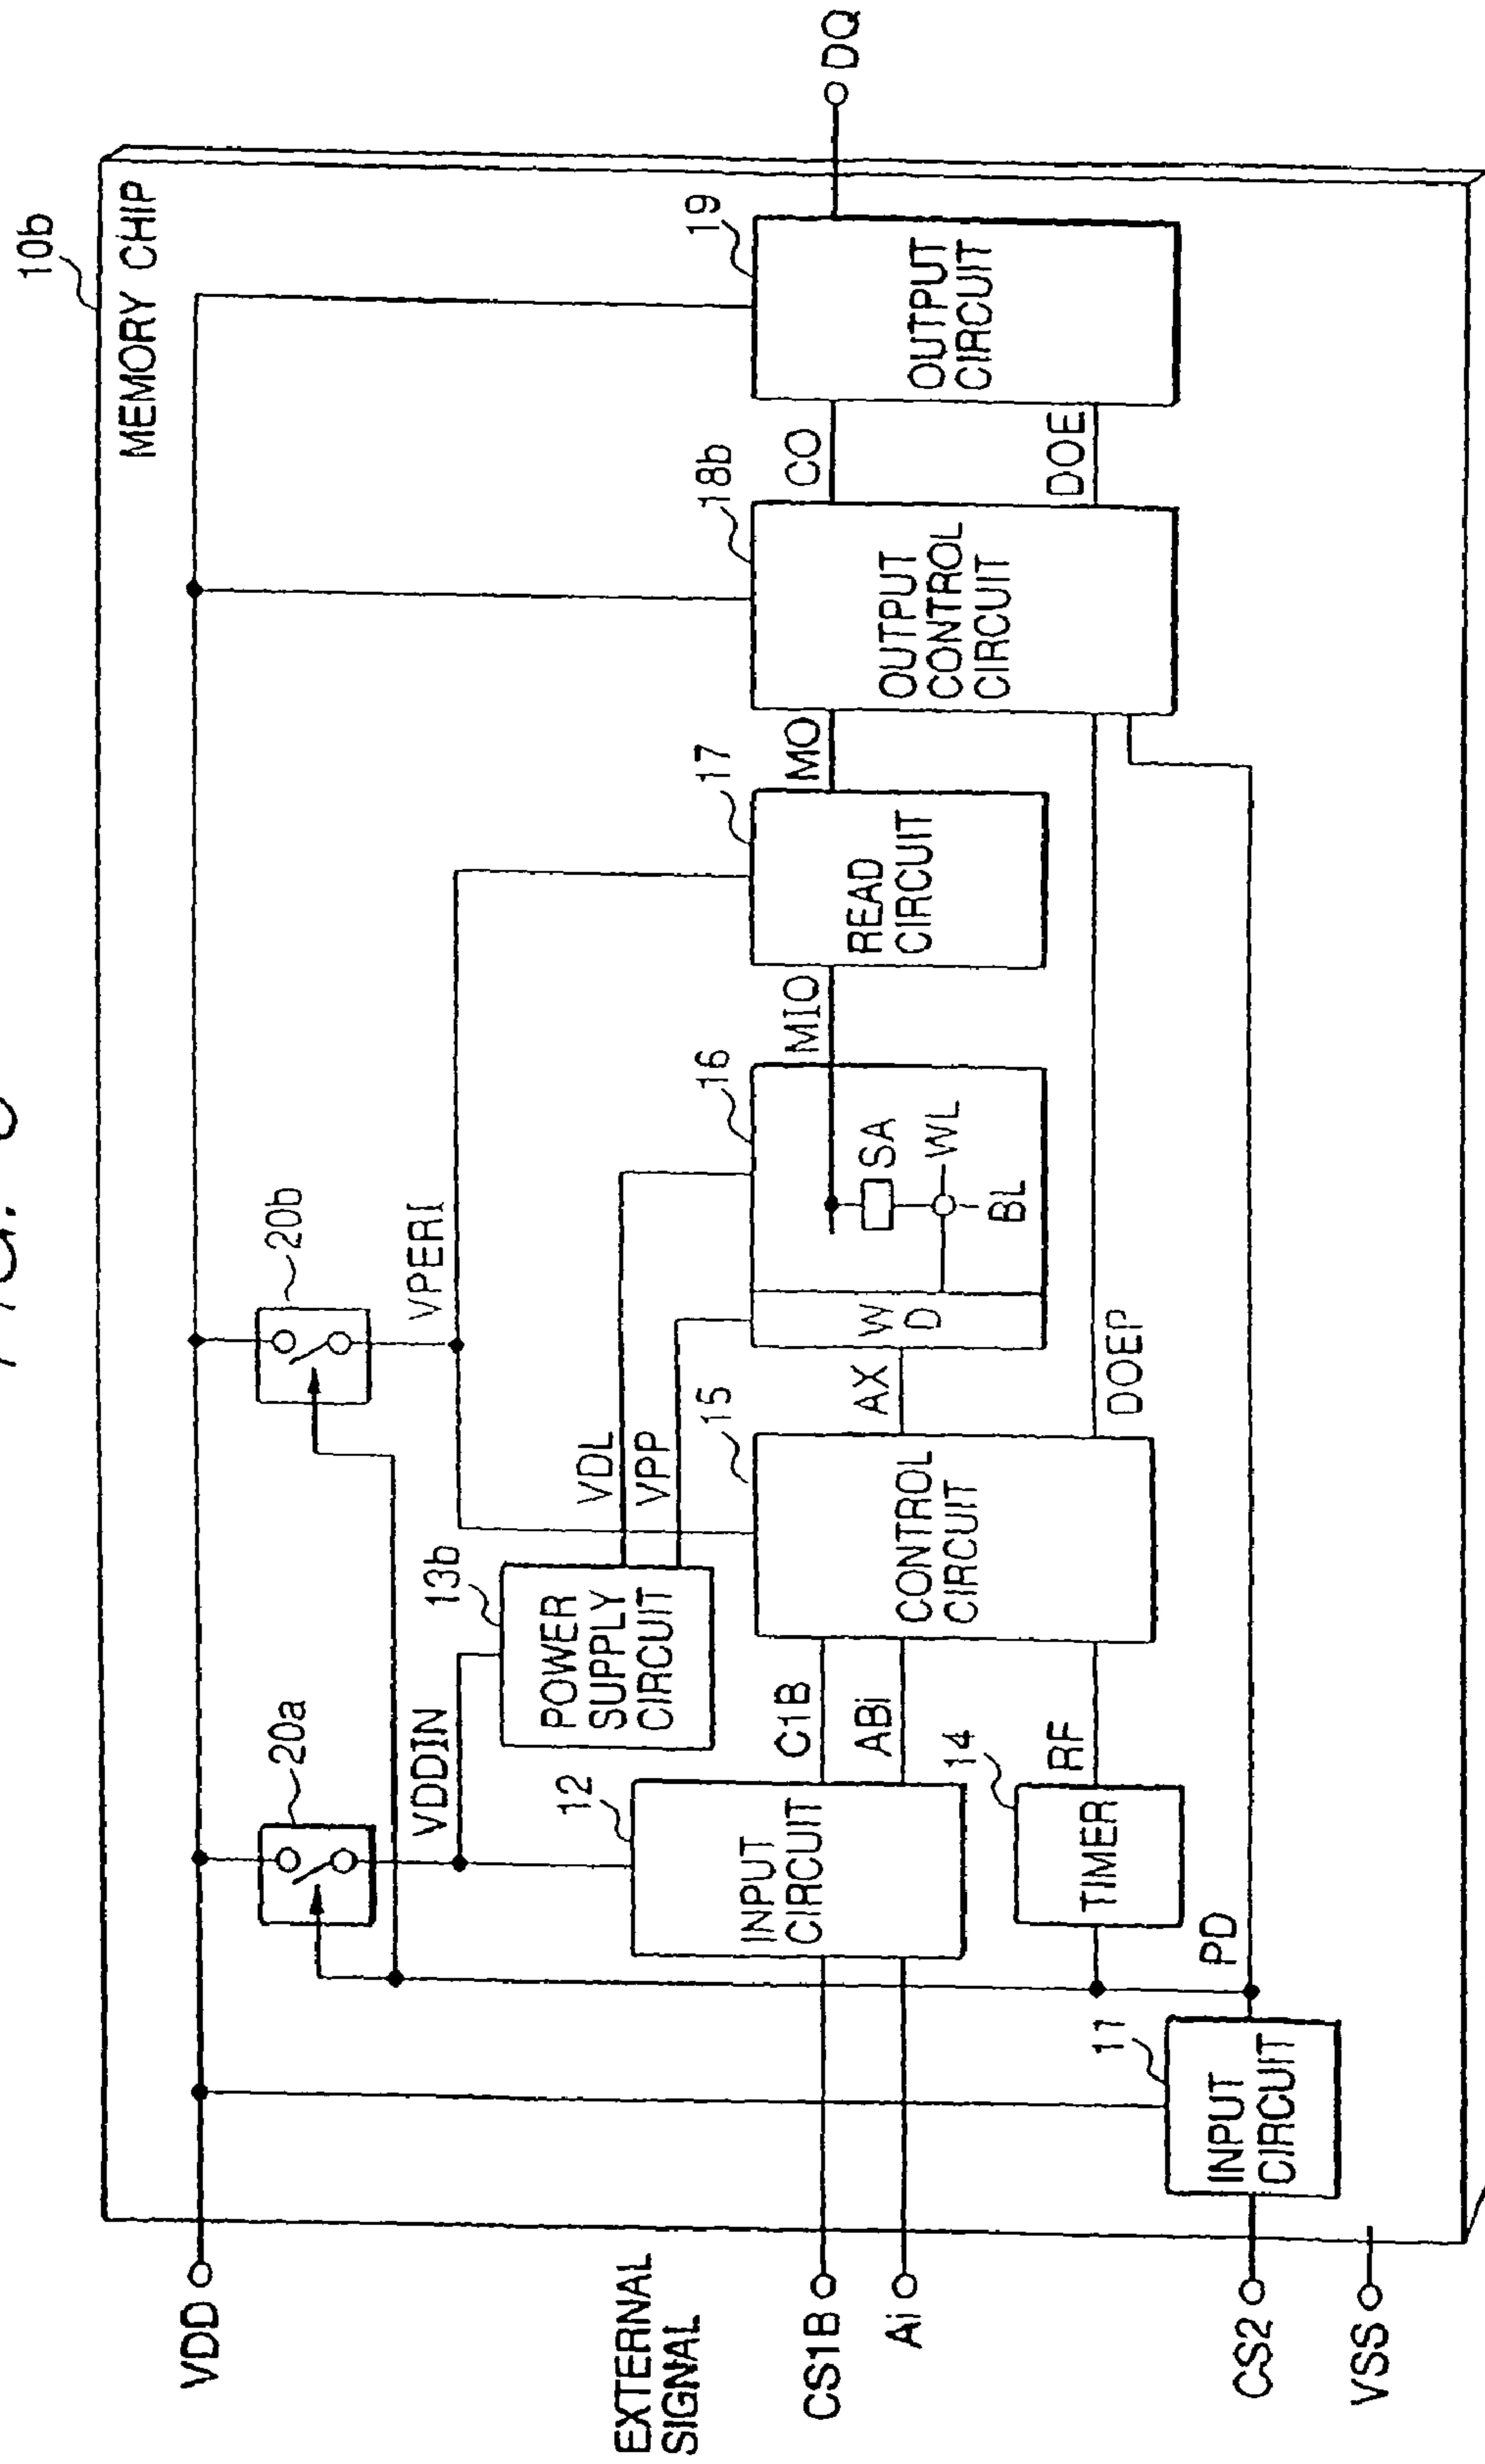 10b
MEMORY CHIP
VDD
20a
20b
VDDIN
VPERI
13b
POWER
SUPPLY
CIRCUIT
VDL
VPP
EXTERNAL
SIGNAL
CS1B
Ai
12
INPUT
CIRCUIT
C1B
ABi
14
TIMER
RF
15
CONTROL
CIRCUIT
AX
DOEP
16
W
D
SA
WL
BL
MIO
17
READ
CIRCUIT
MO
18b
OUTPUT
CONTROL
CIRCUIT
CO
DOE
19
OUTPUT
CIRCUIT
DQ
CS2
11
INPUT
CIRCUIT
PD
VSS